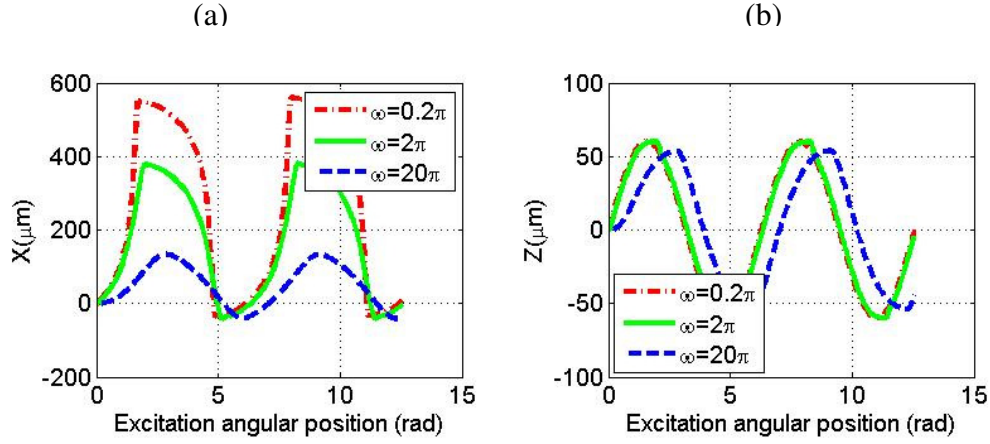 (a)
(b)
600
400
200
0
-200
X(μm)
0 5 10 15
Excitation angular position (rad)
ω=0.2π
ω=2π
ω=20π
100
50
0
-50
-100
Z(μm)
ω=0.2π
ω=2π
ω=20π
0 5 10 15
Excitation angular position (rad)